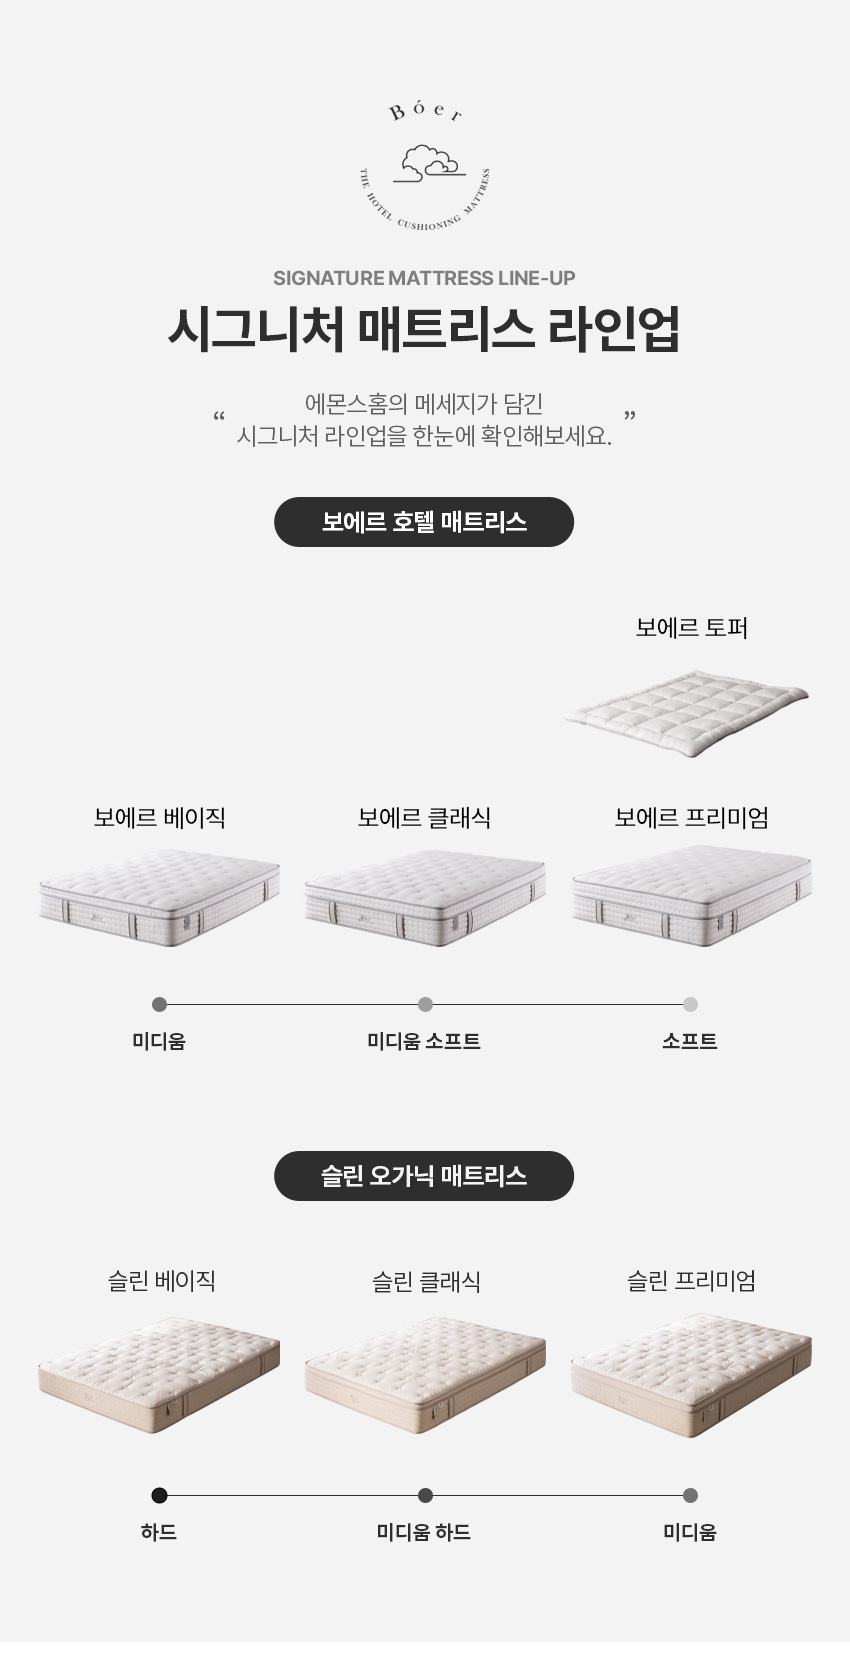 Bóer
THE HOTEL CUSHIONING MATTRESS
SIGNATURE MATTRESS LINE-UP
시그니처 매트리스 라인업
“ 에몬스홈의 메세지가 담긴
시그니처 라인업을 한눈에 확인해보세요. ”
보에르 호텔 매트리스
보에르 토퍼
보에르 베이직
보에르 클래식
보에르 프리미엄
미디움
미디움 소프트
소프트
슬린 오가닉 매트리스
슬린 베이직
슬린 클래식
슬린 프리미엄
하드
미디움 하드
미디움